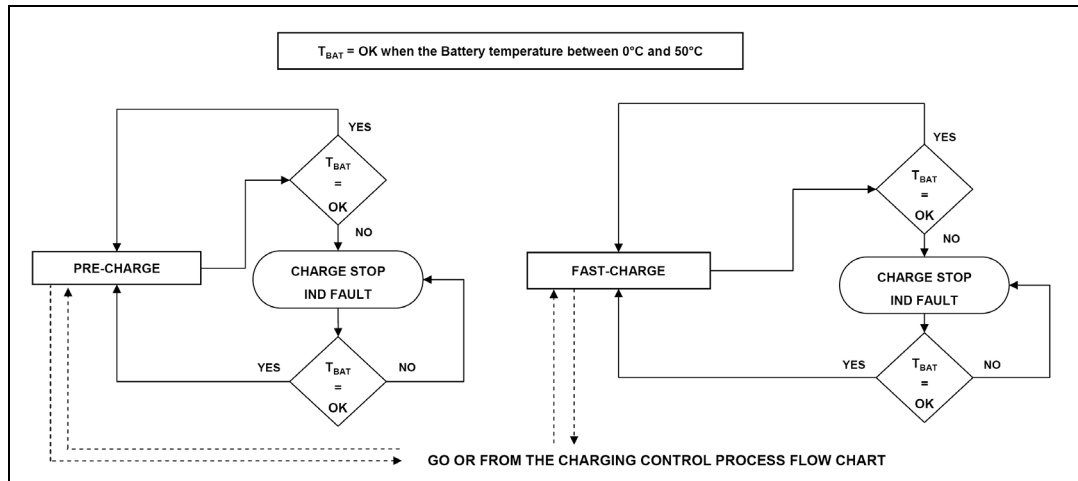 T_BAT = OK when the Battery temperature between 0°C and 50°C
YES
T_BAT
=
OK
NO
PRE-CHARGE
CHARGE STOP
IND FAULT
YES
T_BAT
=
OK
NO
YES
T_BAT
=
OK
NO
FAST-CHARGE
CHARGE STOP
IND FAULT
YES
T_BAT
=
OK
NO
GO OR FROM THE CHARGING CONTROL PROCESS FLOW CHART